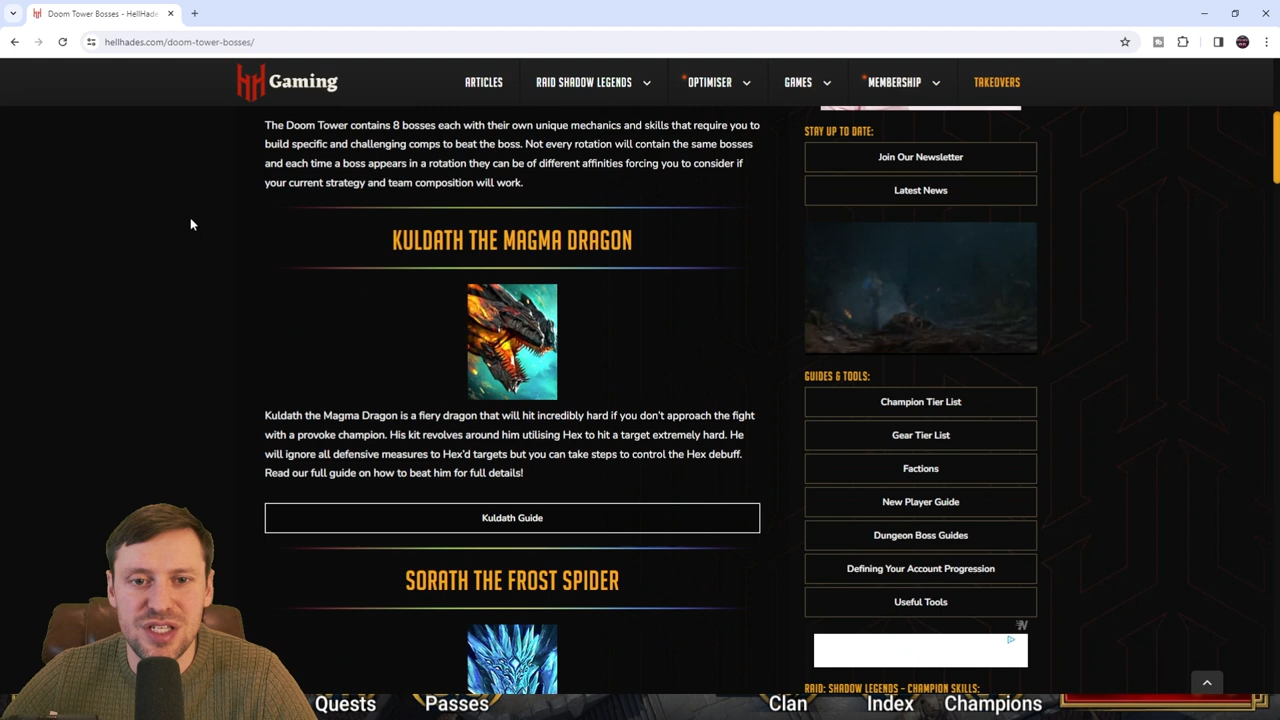 Doom Tower Bosses - HellHade
hellhades.com/doom-tower-bosses/
Gaming
ARTICLES
RAID SHADOW LEGENDS
OPTIMISER
GAMES
MEMBERSHIP
TAKEOVERS
The Doom Tower contains 8 bosses each with their own unique mechanics and skills that require you to
build specific and challenging comps to beat the boss. Not every rotation will contain the same bosses
and each time a boss appears in a rotation they can be of different affinities forcing you to consider if
your current strategy and team composition will work.
KULDATH THE MAGMA DRAGON
Kuldath the Magma Dragon is a fiery dragon that will hit incredibly hard if you don't approach the fight
with a provoke champion. His kit revolves around him utilising Hex to hit a target extremely hard. He
will ignore all defensive measures to Hex'd targets but you can take steps to control the Hex debuff.
Read our full guide on how to beat him for full details!
Kuldath Guide
SORATH THE FROST SPIDER
STAY UP TO DATE:
Join Our Newsletter
Latest News
GUIDES & TOOLS:
Champion Tier List
Gear Tier List
Factions
New Player Guide
Dungeon Boss Guides
Defining Your Account Progression
Useful Tools
RAID: SHADOW LEGENDS - CHAMPION SKILLS:
Quests
Passes
Clan
Index
Champions